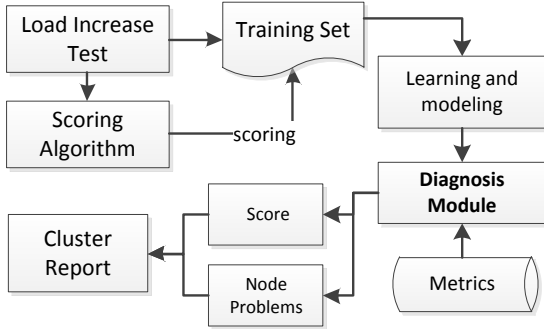 Load Increase
Test
Training Set
Learning and
modeling
Scoring
Algorithm
scoring
Diagnosis
Module
Score
Cluster
Report
Node
Problems
Metrics